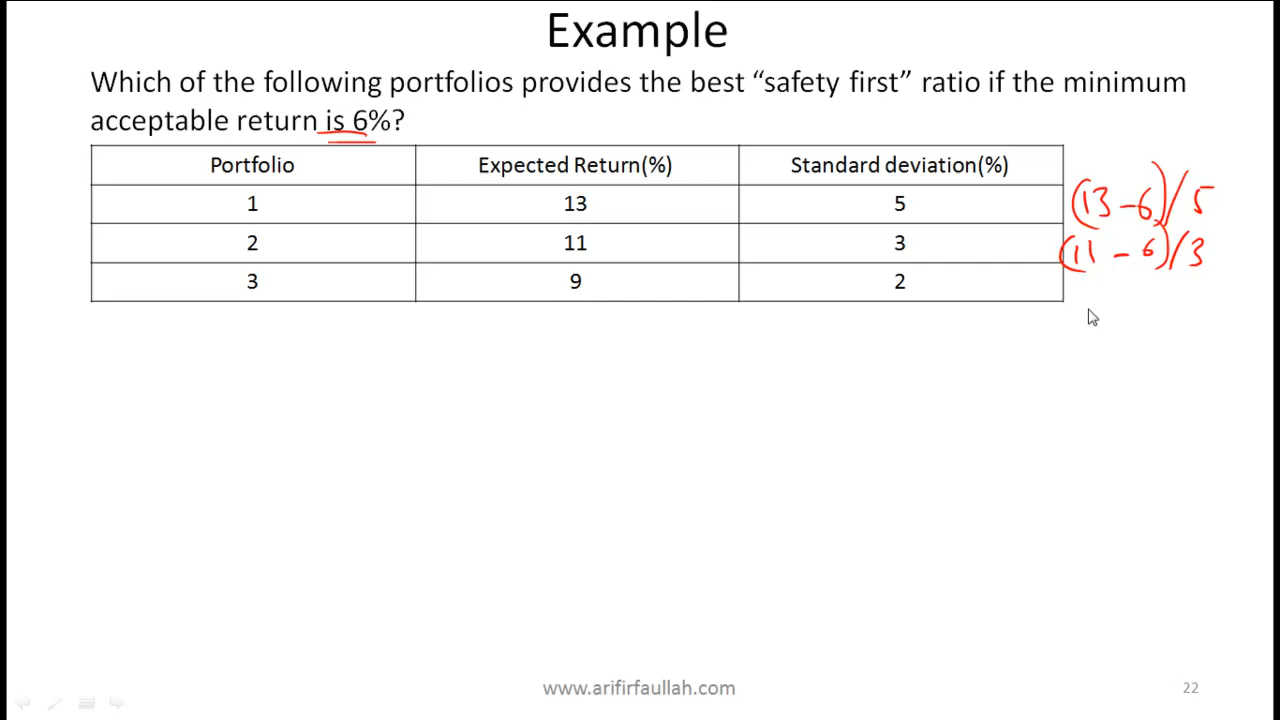 Example
Which of the following portfolios provides the best “safety first” ratio if the minimum
acceptable return is 6%?
Portfolio Expected Return(%) Standard deviation(%)
1 13 5 (13 - 6)/5
2 11 3 (11 - 6)/3
3 9 2
www.arifirfaullah.com 22